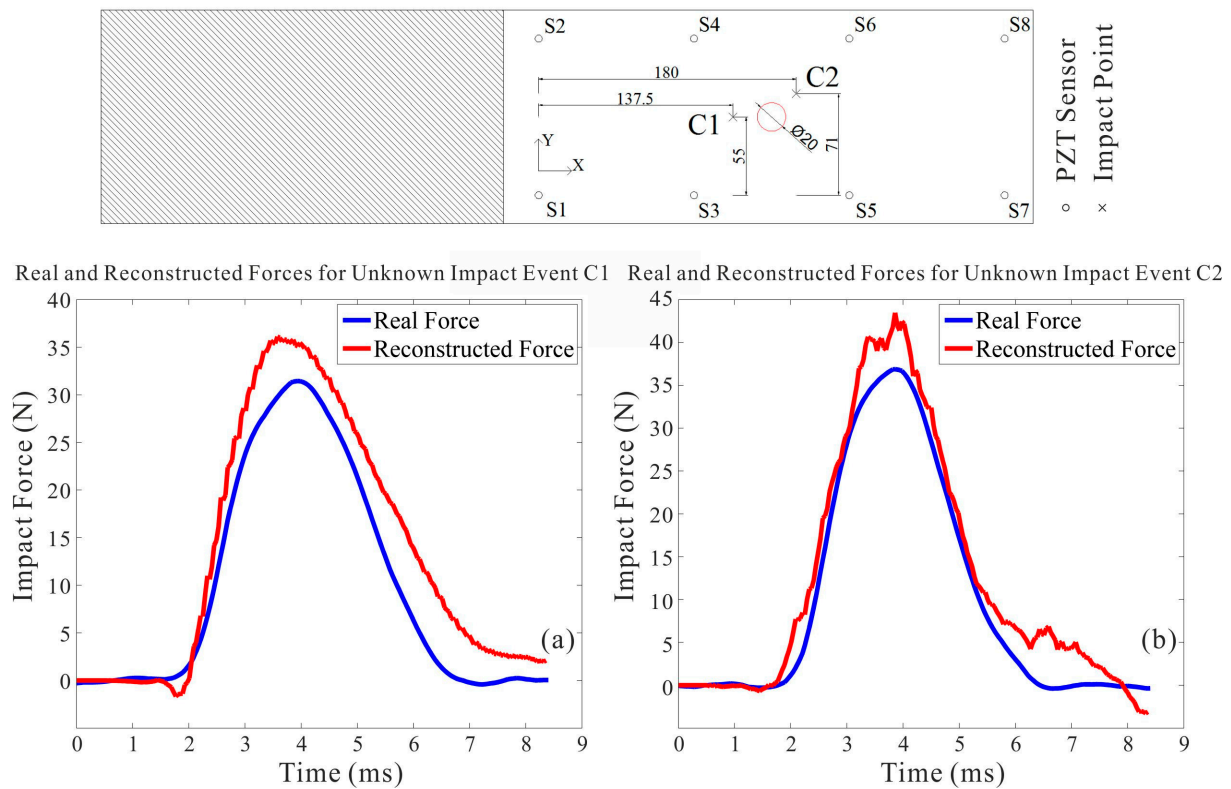 S2
S4
S6
S8
180
C2
137.5
C1
Ø20
Y
X
55
71
S1
S3
S5
S7
PZT Sensor
Impact Point
Real and Reconstructed Forces for Unknown Impact Event C1
Impact Force (N)
40
35
30
25
20
15
10
5
0
Real Force
Reconstructed Force
(a)
0 1 2 3 4 5 6 7 8 9
Time (ms)
Real and Reconstructed Forces for Unknown Impact Event C2
Impact Force (N)
45
40
35
30
25
20
15
10
5
0
Real Force
Reconstructed Force
(b)
0 1 2 3 4 5 6 7 8 9
Time (ms)